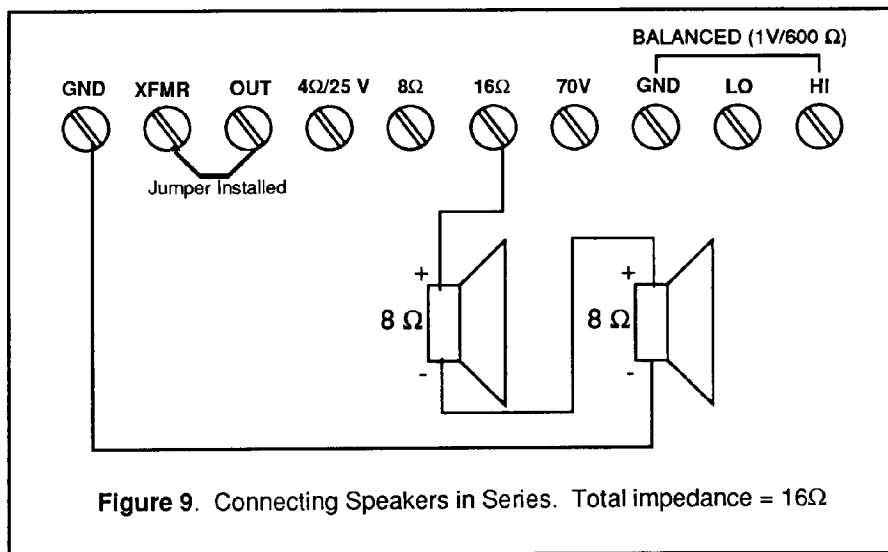 BALANCED (1V/600 Ω)
GND XFMR OUT 4Ω/25 V 8Ω 16Ω 70V GND LO HI
Jumper Installed
+ +
8 Ω 8 Ω
- -
Figure 9. Connecting Speakers in Series. Total impedance = 16Ω